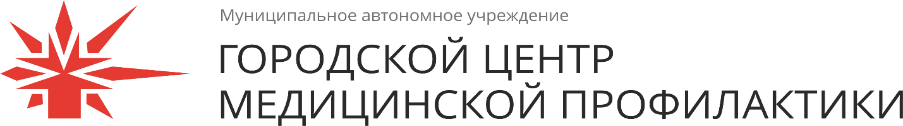 Муниципальное автономное учреждение
ГОРОДСКОЙ ЦЕНТР
МЕДИЦИНСКОЙ ПРОФИЛАКТИКИ